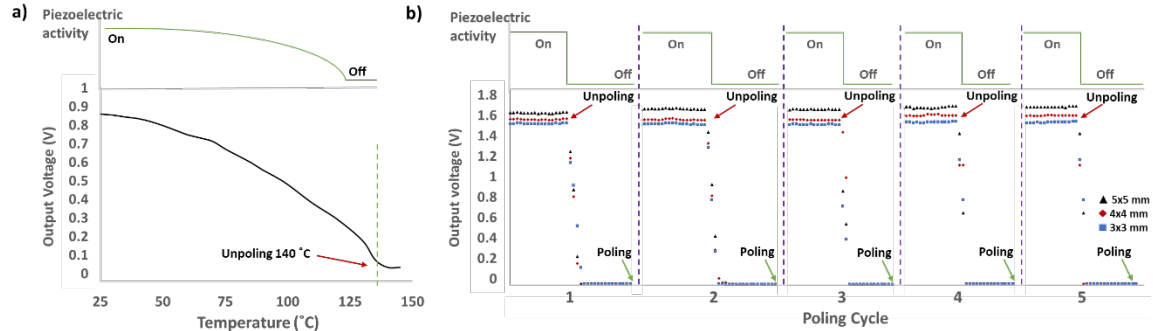 a)
Piezoelectric
activity
On
Off
1
0.9
0.8
0.7
0.6
0.5
0.4
0.3
0.2
0.1
0
Output Voltage (V)
Unpoling 140 ˚C
25 50 75 100 125 150
Temperature (˚C)
b)
Piezoelectric
activity
On On On On On
Off Off Off Off Off
1.8
1.6
1.4
1.2
1
0.8
0.6
0.4
0.2
0
Output voltage (V)
Unpoling Unpoling Unpoling Unpoling Unpoling
5x5 mm
4x4 mm
3x3 mm
Poling Poling Poling Poling Poling
1 2 3 4 5
Poling Cycle